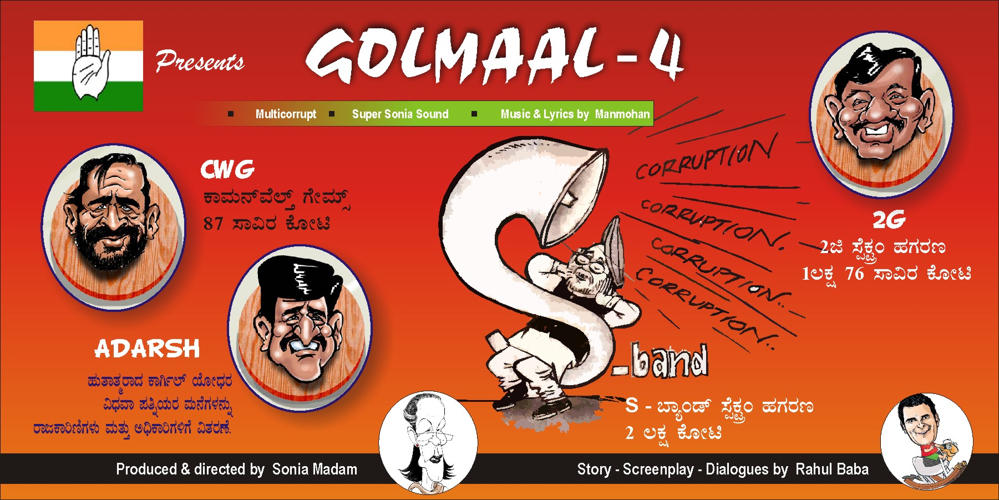 Presents
GOLMAAL - 4
Multicorrupt
Super Sonia Sound
Music & Lyrics by Manmohan
CWG
ಕಾಮನ್‌ವೆಲ್ತ್ ಗೇಮ್ಸ್
87 ಸಾವಿರ ಕೋಟಿ
CORRUPTION
CORRUPTION.
CORRUPTION..
CORRUPTION..
2G
2ಜಿ ಸ್ಪೆಕ್ಟ್ರಂ ಹಗರಣ
1ಲಕ್ಷ 76 ಸಾವಿರ ಕೋಟಿ
ADARSH
ಹುತಾತ್ಮರಾದ ಕಾರ್ಗಿಲ್ ಯೋಧರ
ವಿಧವಾ ಪತ್ನಿಯರ ಮನೆಗಳನ್ನು
ರಾಜಕಾರಿಣಿಗಳು ಮತ್ತು ಅಧಿಕಾರಿಗಳಿಗೆ ವಿತರಣೆ.
S-band
S - ಬ್ಯಾಂಡ್ ಸ್ಪೆಕ್ಟ್ರಂ ಹಗರಣ
2 ಲಕ್ಷ ಕೋಟಿ
Produced & directed by Sonia Madam
Story - Screenplay - Dialogues by Rahul Baba